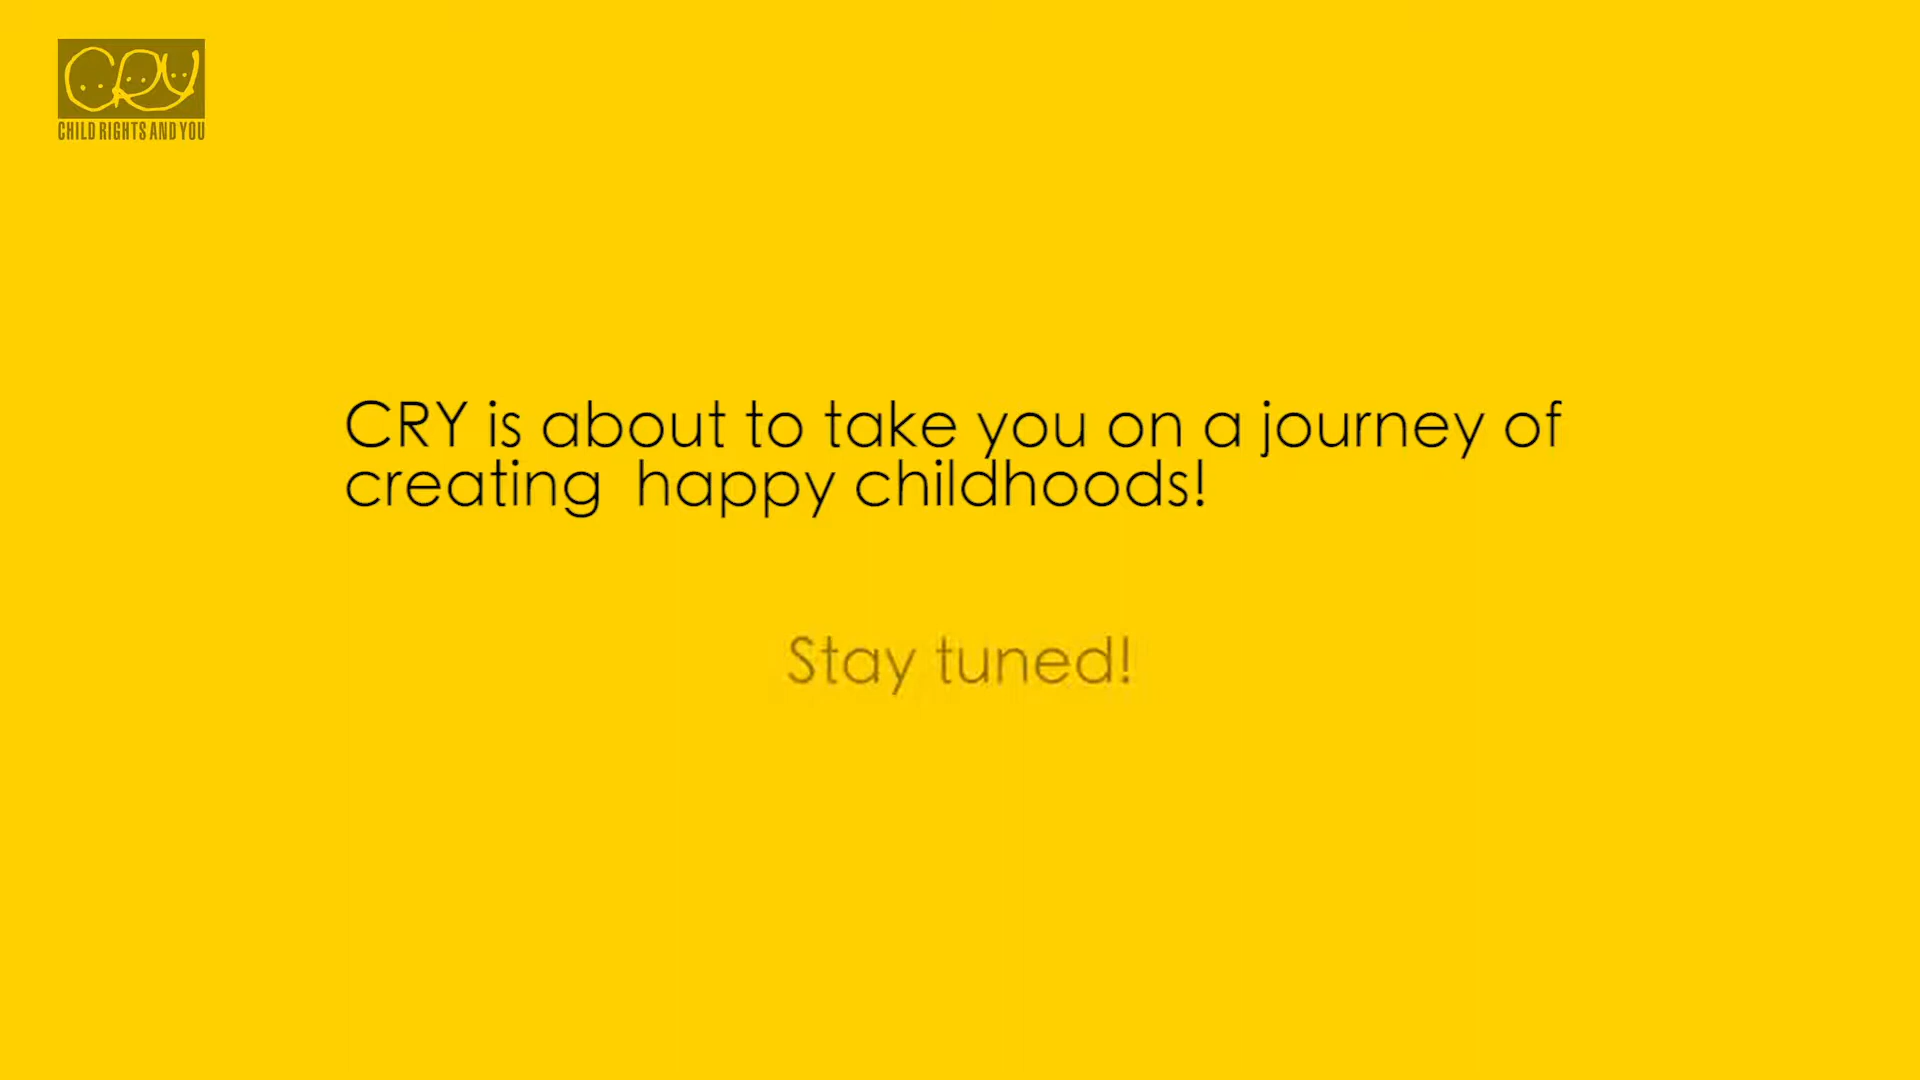 CRY
CHILD RIGHTS AND YOU
CRY is about to take you on a journey of
creating  happy childhoods!
Stay tuned!